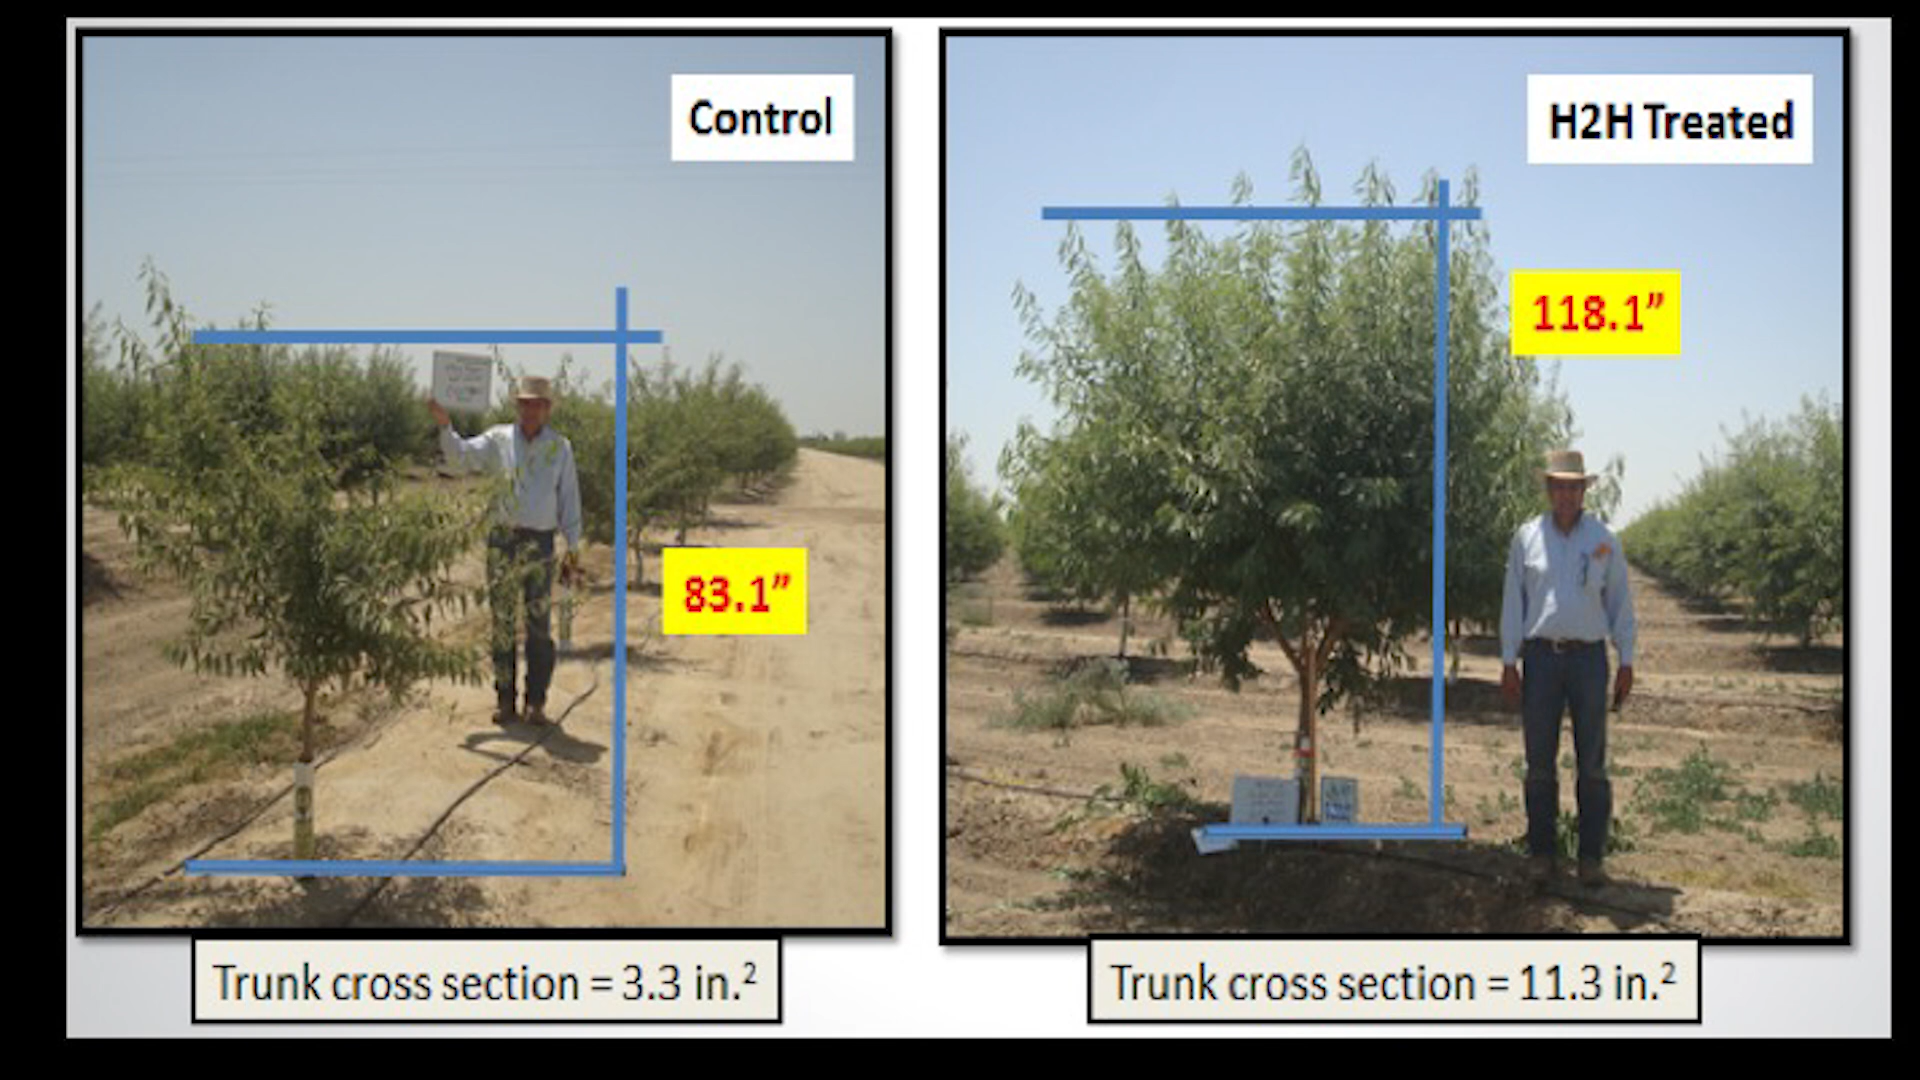 Control
83.1”
Trunk cross section = 3.3 in.²
H2H Treated
118.1”
Trunk cross section = 11.3 in.²